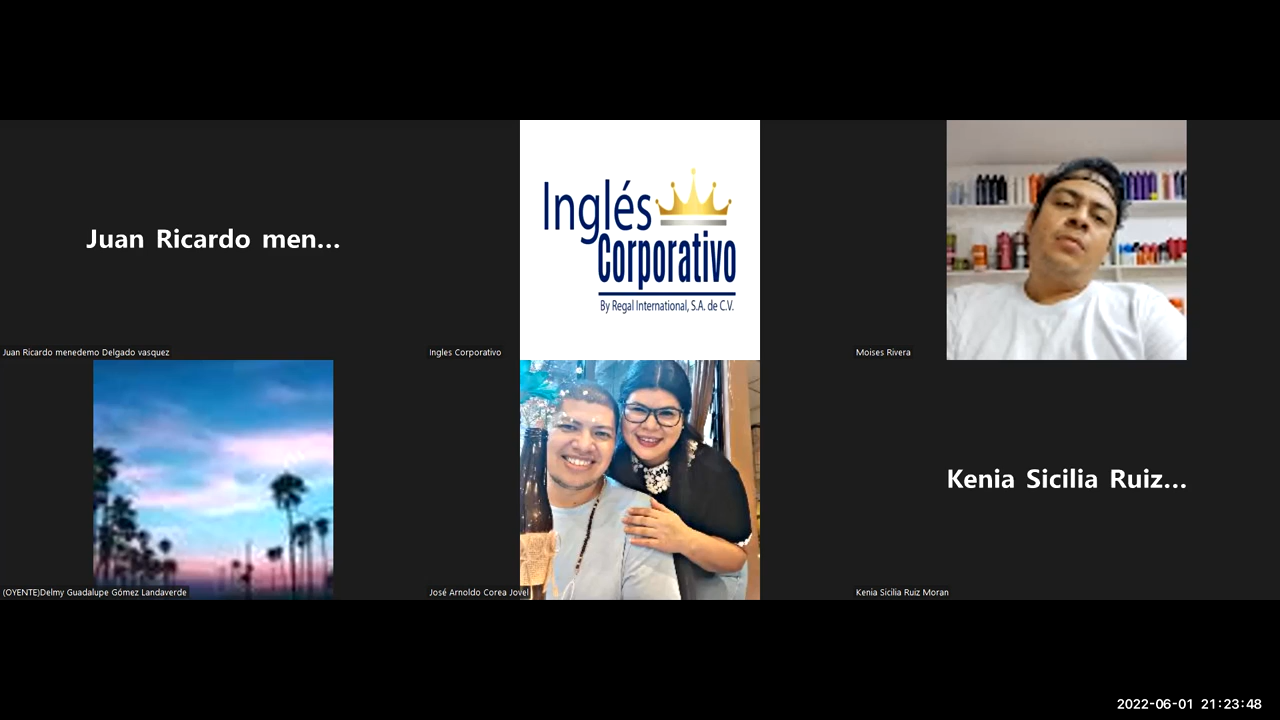 Juan Ricardo men...
Juan Ricardo menedemo Delgado vasquez
Inglés
Corporativo
By Regal International, S.A. de C.V.
Ingles Corporativo
Moises Rivera
(OYENTE)Delmy Guadalupe Gómez Landaverde
José Arnoldo Corea Jovel
Kenia Sicilia Ruiz...
Kenia Sicilia Ruiz Moran
2022-06-01 21:23:48